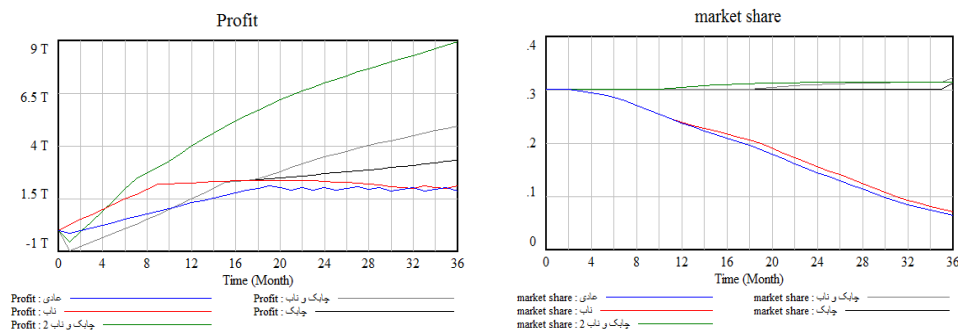 Profit
9 T
6.5 T
4 T
1.5 T
-1 T
0 4 8 12 16 20 24 28 32 36
Time (Month)
Profit : عادی
Profit : ناب
Profit : چابک و ناب 2
Profit : چابک و ناب
Profit : چابک
market share
.4
.3
.2
.1
0
0 4 8 12 16 20 24 28 32 36
Time (Month)
market share : عادی
market share : ناب
market share : چابک و ناب 2
market share : چابک و ناب
market share : چابک